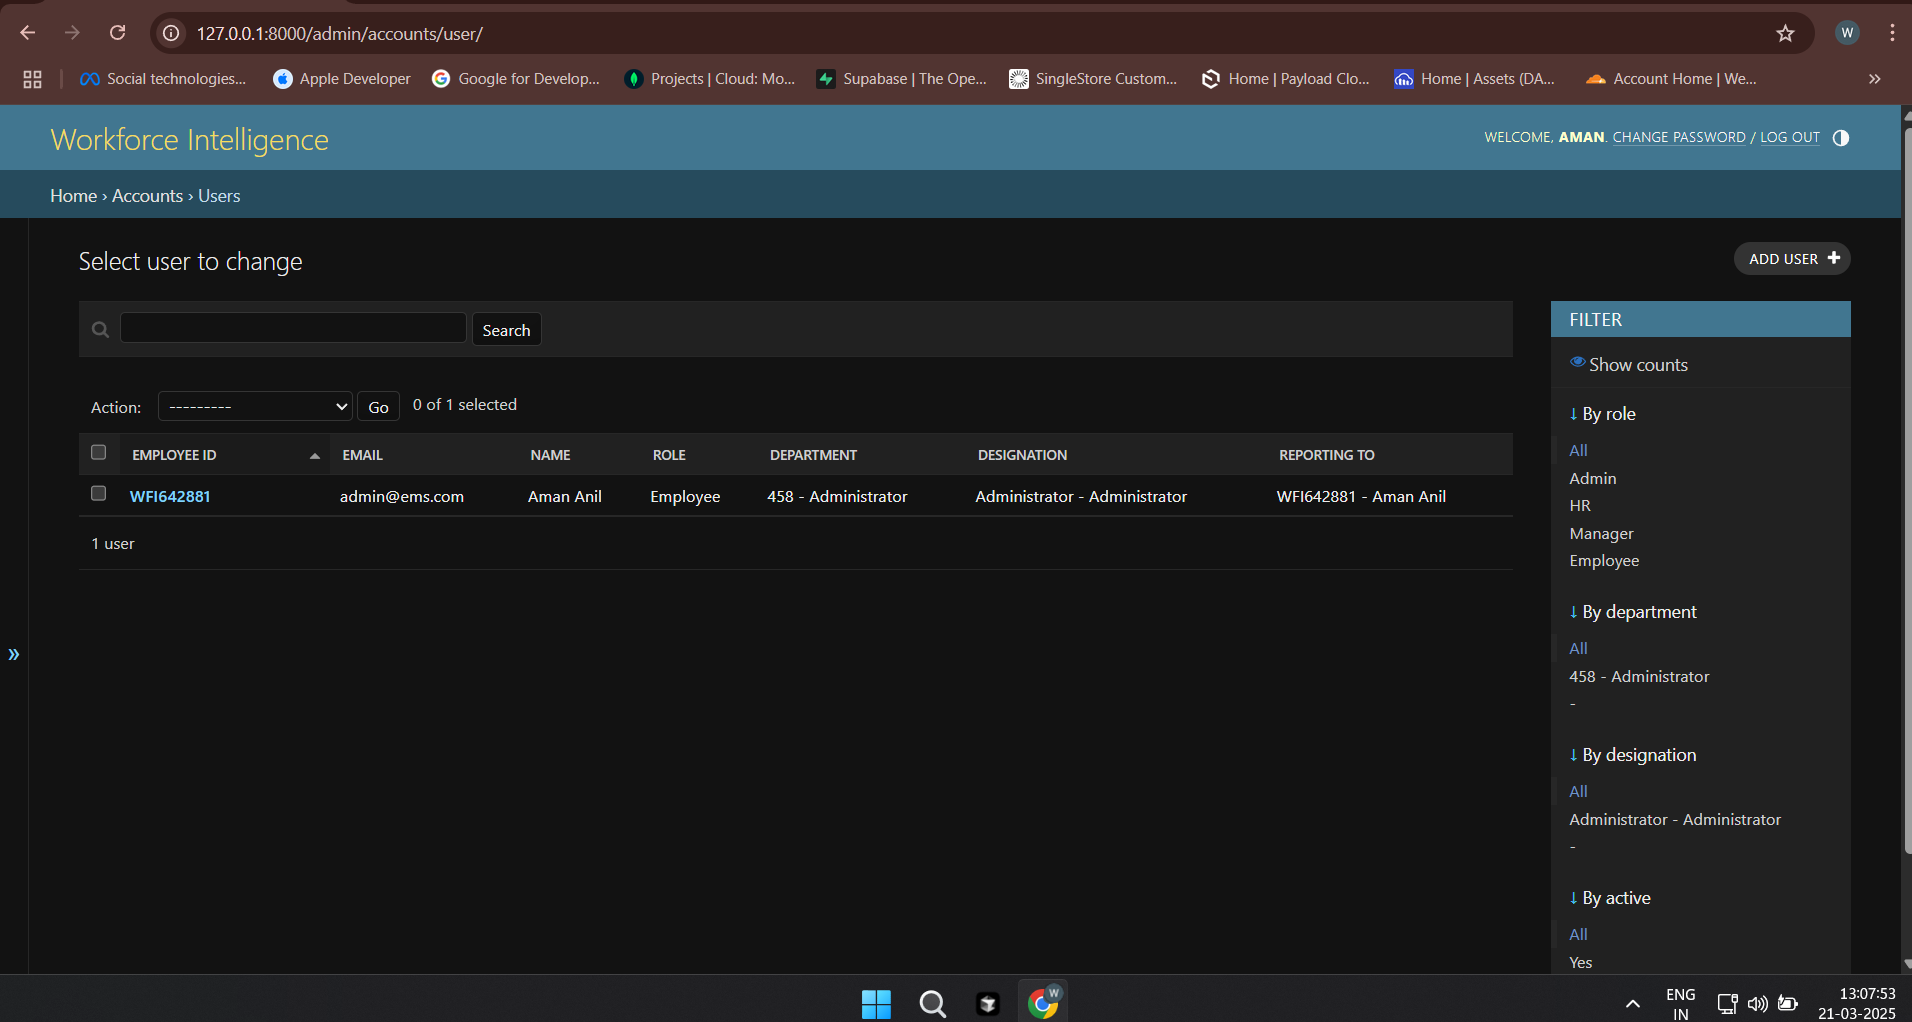 127.0.0.1:8000/admin/accounts/user/
W
Social technologies...
Apple Developer
Google for Develop...
Projects | Cloud: Mo...
Supabase | The Ope...
SingleStore Custom...
Home | Payload Clo...
Home | Assets (DA...
Account Home | We...
»
Workforce Intelligence
WELCOME, AMAN. CHANGE PASSWORD / LOG OUT
Home › Accounts › Users
Select user to change
ADD USER +
Search
Action: --------- Go 0 of 1 selected
EMPLOYEE ID EMAIL NAME ROLE DEPARTMENT DESIGNATION REPORTING TO
WFI642881 admin@ems.com Aman Anil Employee 458 - Administrator Administrator - Administrator WFI642881 - Aman Anil
1 user
»
FILTER
Show counts
↓ By role
All
Admin
HR
Manager
Employee
↓ By department
All
458 - Administrator
-
↓ By designation
All
Administrator - Administrator
-
↓ By active
All
Yes
W
ENG
IN
13:07:53
21-03-2025